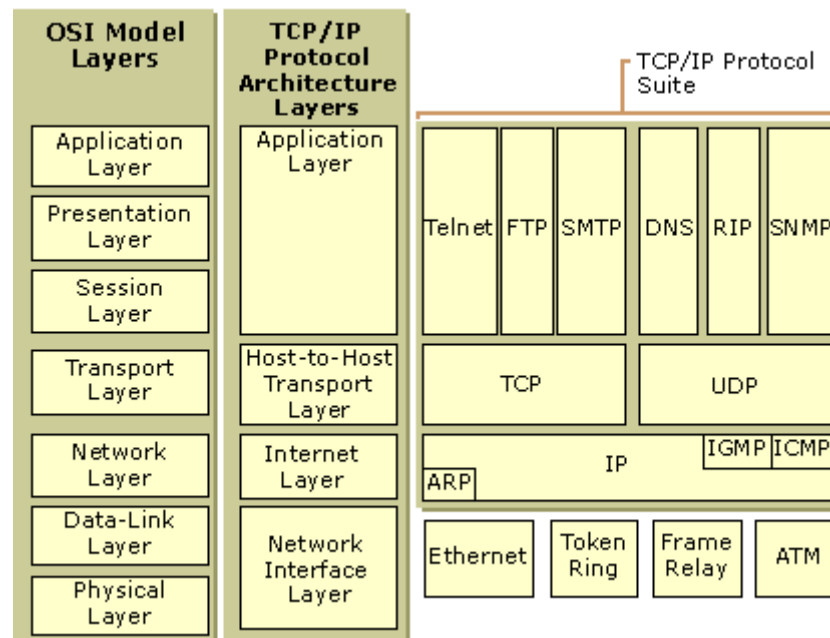 OSI Model
Layers
Application
Layer
Presentation
Layer
Session
Layer
Transport
Layer
Network
Layer
Data-Link
Layer
Physical
Layer
TCP/IP
Protocol
Architecture
Layers
Application
Layer
Host-to-Host
Transport
Layer
Internet
Layer
Network
Interface
Layer
TCP/IP Protocol
Suite
Telnet
FTP
SMTP
DNS
RIP
SNMP
TCP
UDP
IP
IGMP
ICMP
ARP
Ethernet
Token
Ring
Frame
Relay
ATM